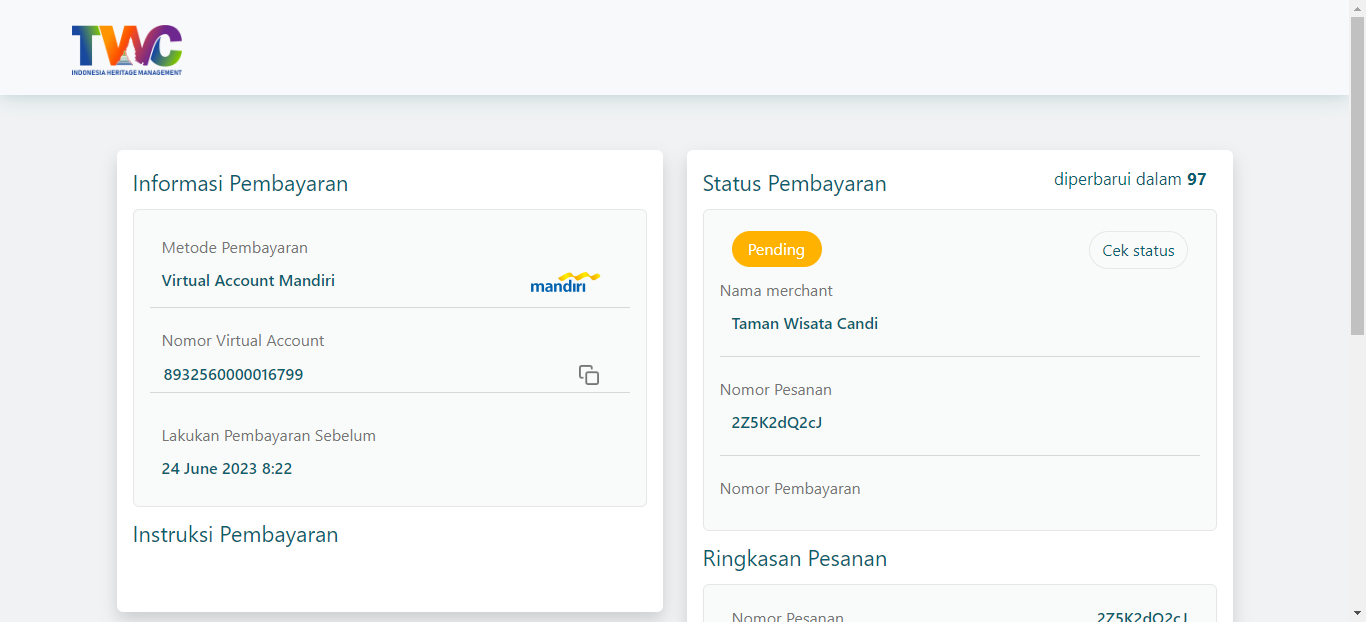 TWC
INDONESIA HERITAGE MANAGEMENT
Informasi Pembayaran
Metode Pembayaran
Virtual Account Mandiri
mandiri
Nomor Virtual Account
8932560000016799
Lakukan Pembayaran Sebelum
24 June 2023 8:22
Instruksi Pembayaran
Status Pembayaran
diperbarui dalam 97
Pending
Cek status
Nama merchant
Taman Wisata Candi
Nomor Pesanan
2Z5K2dQ2cJ
Nomor Pembayaran
Ringkasan Pesanan
Nomor Pesanan
2Z5K2dQ2cJ